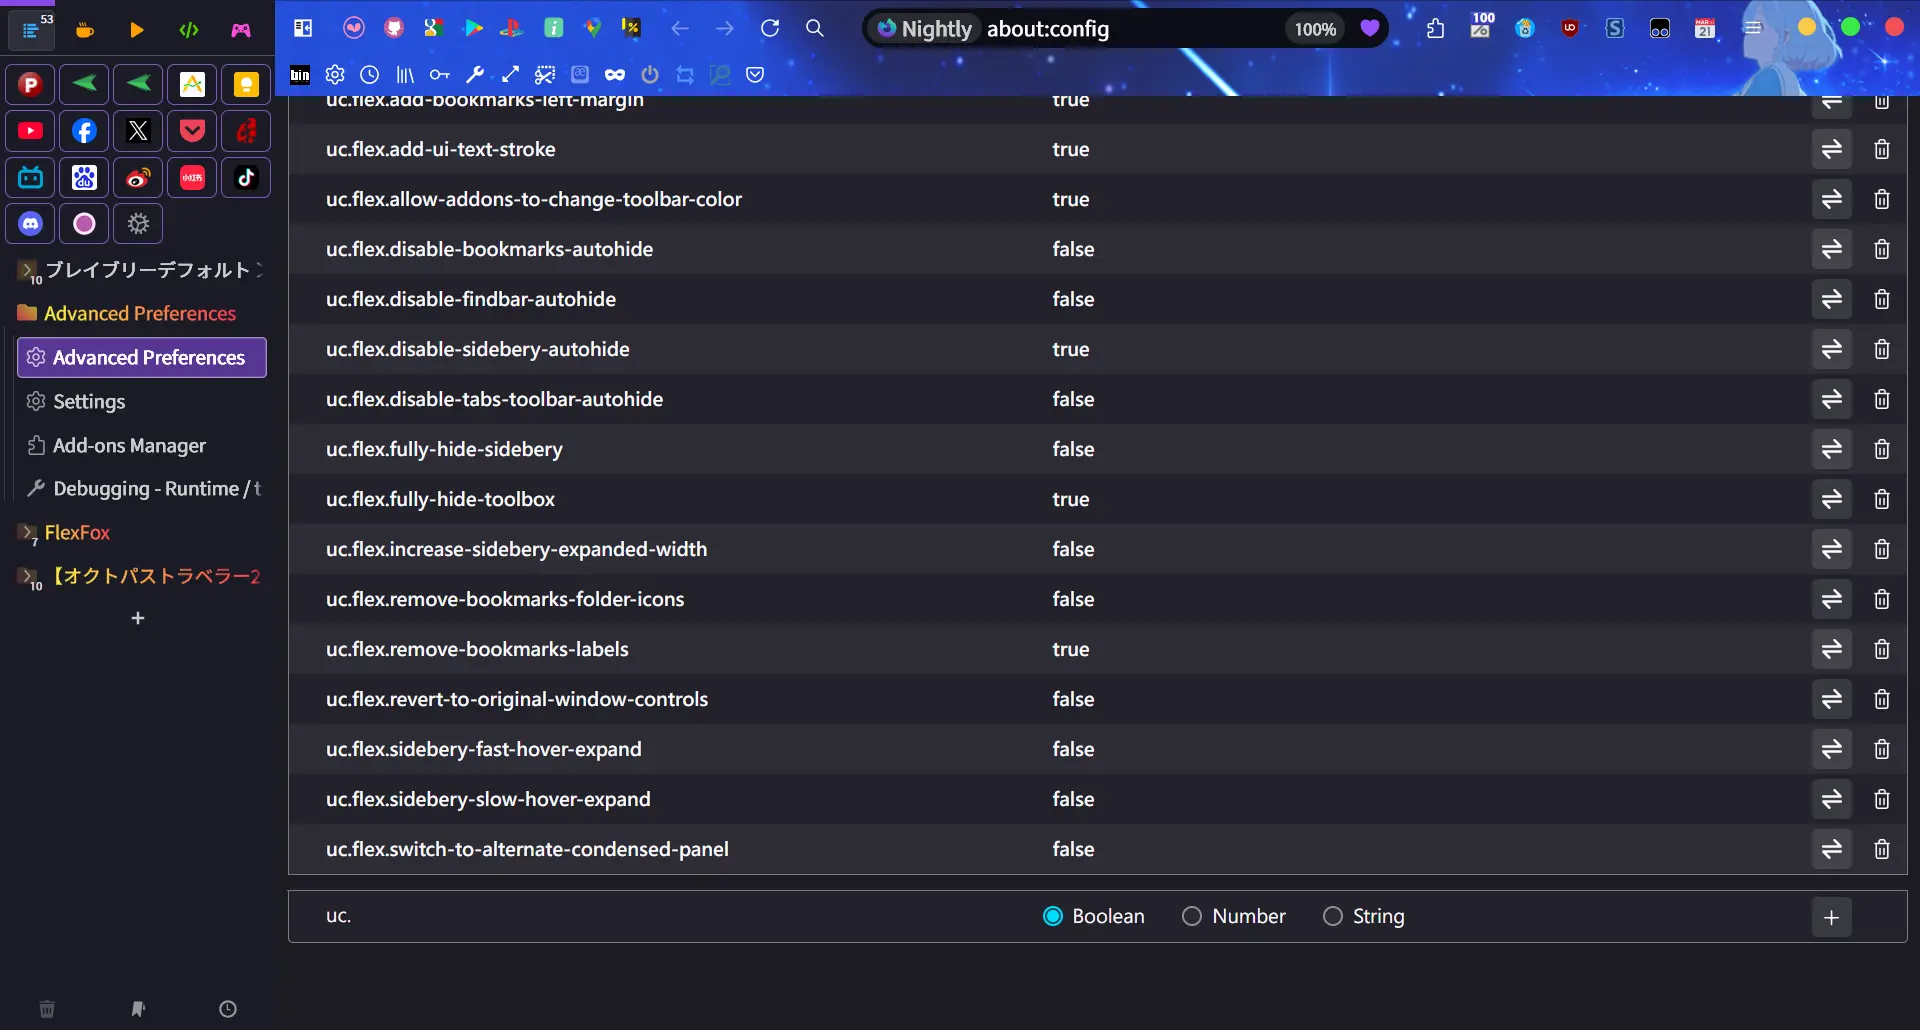 53
Nightly about:config 100%
100
MAR
21
bin
uc.flex.add-bookmarks-left-margin true
uc.flex.add-ui-text-stroke true
uc.flex.allow-addons-to-change-toolbar-color true
uc.flex.disable-bookmarks-autohide false
uc.flex.disable-findbar-autohide false
uc.flex.disable-sidebery-autohide true
uc.flex.disable-tabs-toolbar-autohide false
uc.flex.fully-hide-sidebery false
uc.flex.fully-hide-toolbox true
uc.flex.increase-sidebery-expanded-width false
uc.flex.remove-bookmarks-folder-icons false
uc.flex.remove-bookmarks-labels true
uc.flex.revert-to-original-window-controls false
uc.flex.sidebery-fast-hover-expand false
uc.flex.sidebery-slow-hover-expand false
uc.flex.switch-to-alternate-condensed-panel false
uc. Boolean Number String
小红书
du
10 ブレイブリーデフォルト
Advanced Preferences
Advanced Preferences
Settings
Add-ons Manager
Debugging - Runtime / t
7 FlexFox
10 【オクトパストラベラー2